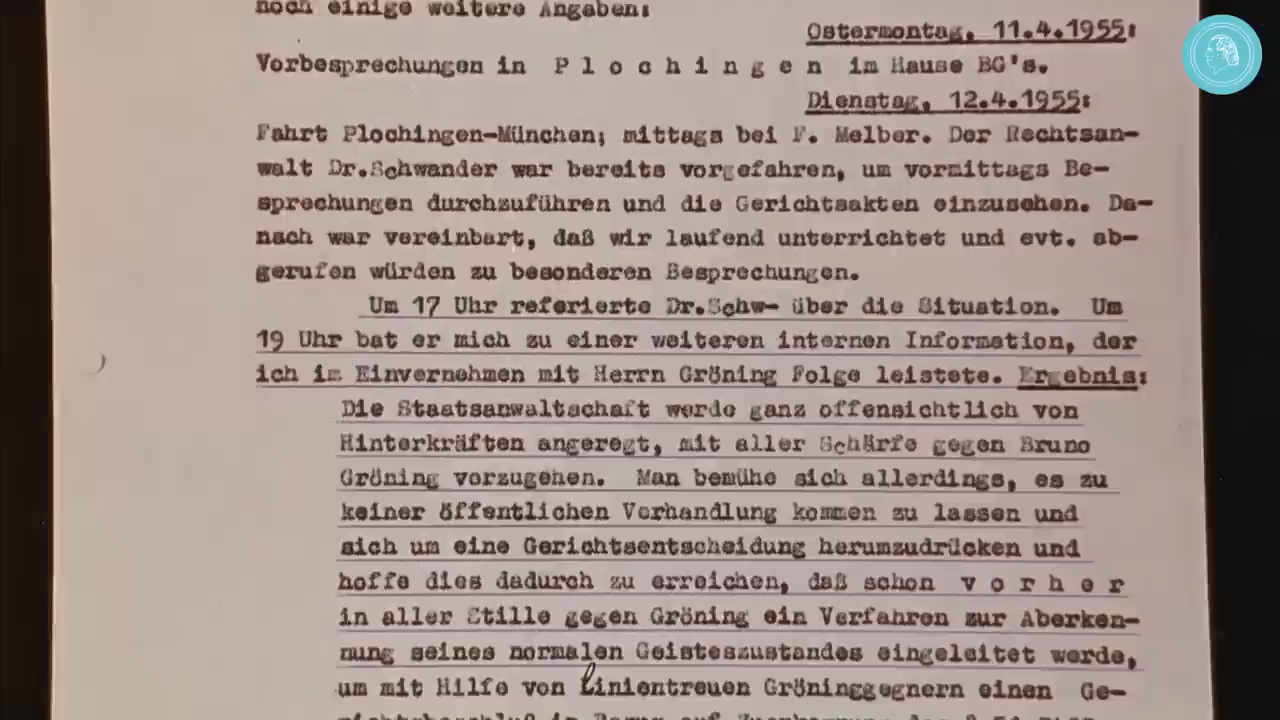 noch einige weitere Angaben:
Ostermontag, 11.4.1955:
Vorbesprechungen in P l o c h i n g e n im Hause BG's.
Dienstag, 12.4.1955:
Fahrt Plochingen-München; mittags bei F. Melber. Der Rechtsan-
walt Dr.Schwander war bereits vorgefahren, um vormittags Be-
sprechungen durchzuführen und die Gerichtsakten einzusehen. Da-
nach war vereinbart, daß wir laufend unterrichtet und evt. ab-
gerufen würden zu besonderen Besprechungen.
Um 17 Uhr referierte Dr.Schw- über die Situation. Um
19 Uhr bat er mich zu einer weiteren internen Information, der
ich im Einvernehmen mit Herrn Gröning Folge leistete. Ergebnis:
Die Staatsanwaltschaft werde ganz offensichtlich von
Hinterkräften angeregt, mit aller Schärfe gegen Bruno
Gröning vorzugehen. Man bemühe sich allerdings, es zu
keiner öffentlichen Verhandlung kommen zu lassen und
sich um eine Gerichtsentscheidung herumzudrücken und
hoffe dies dadurch zu erreichen, daß schon v o r h e r
in aller Stille gegen Gröning ein Verfahren zur Aberken-
nung seines normalen Geisteszustandes eingeleitet werde,
um mit Hilfe von linientreuen Gröninggegnern einen Ge-